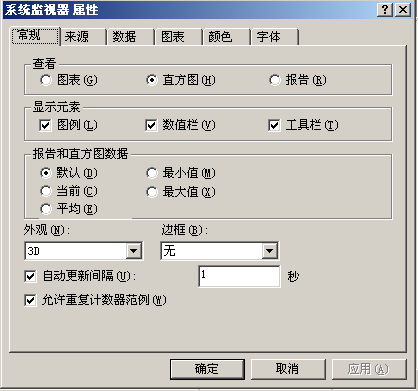 系统监视器 属性
常规 来源 数据 图表 颜色 字体
查看
图表(G) 直方图(H) 报告(R)
显示元素
图例(L) 数值栏(V) 工具栏(T)
报告和直方图数据
默认(D) 最小值(M)
当前(C) 最大值(X)
平均(E)
外观(N): 边框(B):
3D 无
自动更新间隔(U): 1 秒
允许重复计数器范例(W)
确定 取消 应用(A)